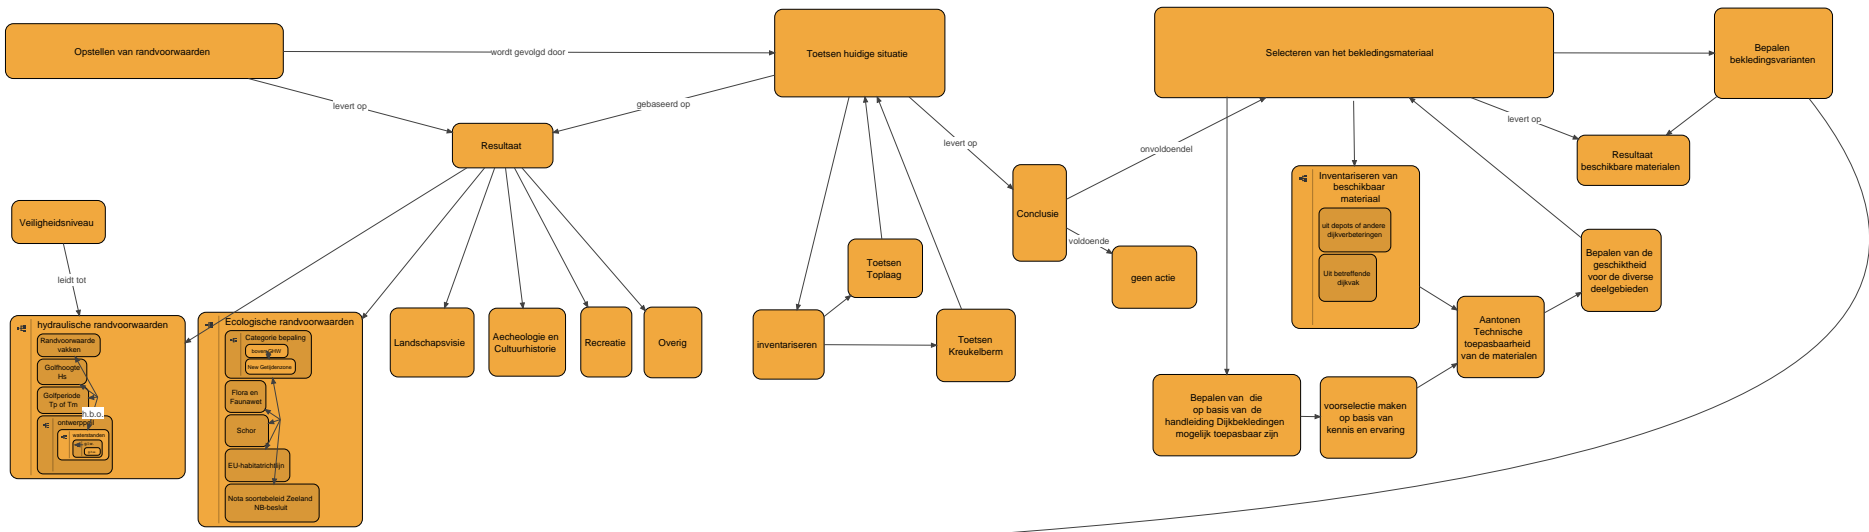 Opstellen van randvoorwaarden
wordt gevolgd door
Toetsen huidige situatie
Selecteren van het bekledingsmateriaal
Bepalen
bekledingsvarianten
levert op
gebaseerd op
levert op
onvoldoendel
levert op
Resultaat
Resultaat
beschikbare materialen
Inventariseren van
beschikbaar
materiaal
uit depots of andere
dijkverbeteringen
Uit betreffende
dijkvak
Conclusie
voldoende
geen actie
Veiligheidsniveau
leidt tot
Toetsen
Toplaag
Bepalen van de
geschiktheid
voor de diverse
deelgebieden
hydraulische randvoorwaarden
Randvoorwaarde
vakken
Golfhoogte
Hs
Golfperiode
Tp of Tm
h.b.o.
ontwerppeil
waterstanden
Ecologische randvoorwaarden
Categorie bepaling
boven GHW
New Getijdenzone
Flora en
Faunawet
Schor
EU-habitatrichtlijn
Nota soortebeleid Zeeland
NB-besluit
Landschapsvisie
Aecheologie en
Cultuurhistorie
Recreatie
Overig
inventariseren
Toetsen
Kreukelberm
Aantonen
Technische
toepasbaarheid
van de materialen
Bepalen van  die
op basis van  de
handleiding Dijkbekledingen
mogelijk toepasbaar zijn
voorselectie maken
op basis van
kennis en ervaring